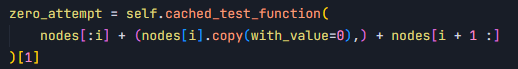 zero_attempt = self.cached_test_function(
    nodes[:i] + (nodes[i].copy(with_value=0),) + nodes[i + 1 :]
)[1]